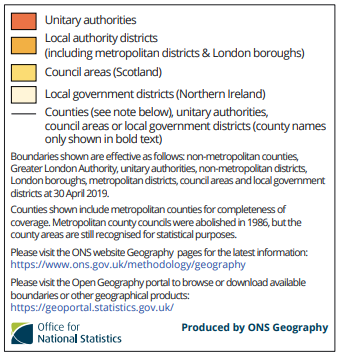 Unitary authorities
Local authority districts
(including metropolitan districts & London boroughs)
Council areas (Scotland)
Local government districts (Northern Ireland)
Counties (see note below), unitary authorities,
council areas or local government districts (county names
only shown in bold text)
Boundaries shown are effective as follows: non-metropolitan counties,
Greater London Authority, unitary authorities, non-metropolitan districts,
London boroughs, metropolitan districts, council areas and local government
districts at 30 April 2019.
Counties shown include metropolitan counties for completeness of
coverage. Metropolitan county councils were abolished in 1986, but the
county areas are still recognised for statistical purposes.
Please visit the ONS website Geography pages for the latest information:
https://www.ons.gov.uk/methodology/geography
Please visit the Open Geography portal to browse or download available
boundaries or other geographical products:
https://geoportal.statistics.gov.uk/
Office for
National Statistics
Produced by ONS Geography